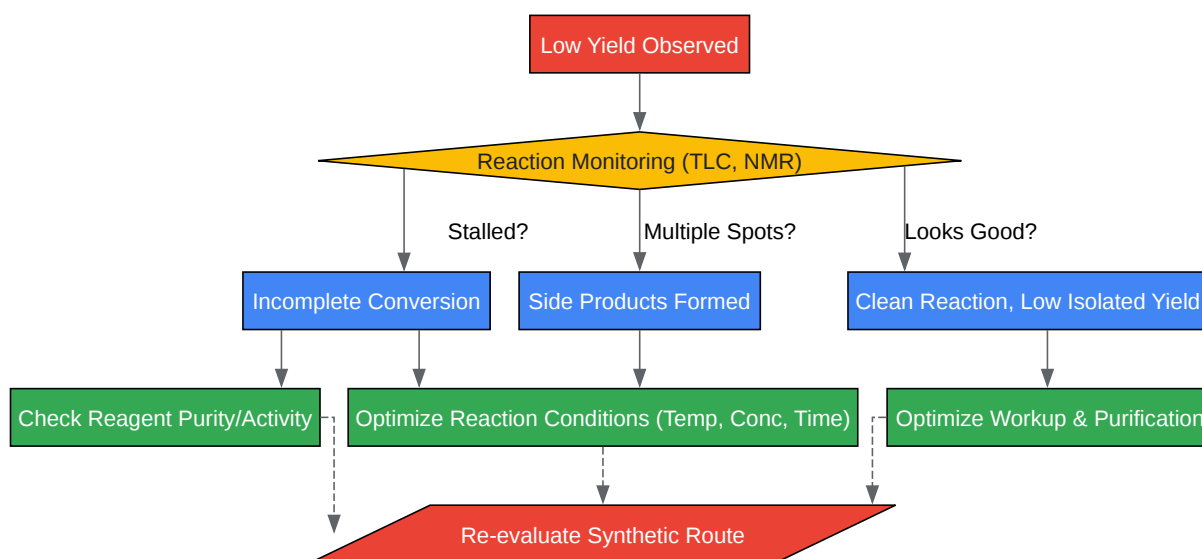 Low Yield Observed
Reaction Monitoring (TLC, NMR)
Stalled?
Multiple Spots?
Looks Good?
Incomplete Conversion
Side Products Formed
Clean Reaction, Low Isolated Yield
Check Reagent Purity/Activity
Optimize Reaction Conditions (Temp, Conc, Time)
Optimize Workup & Purification
Re-evaluate Synthetic Route